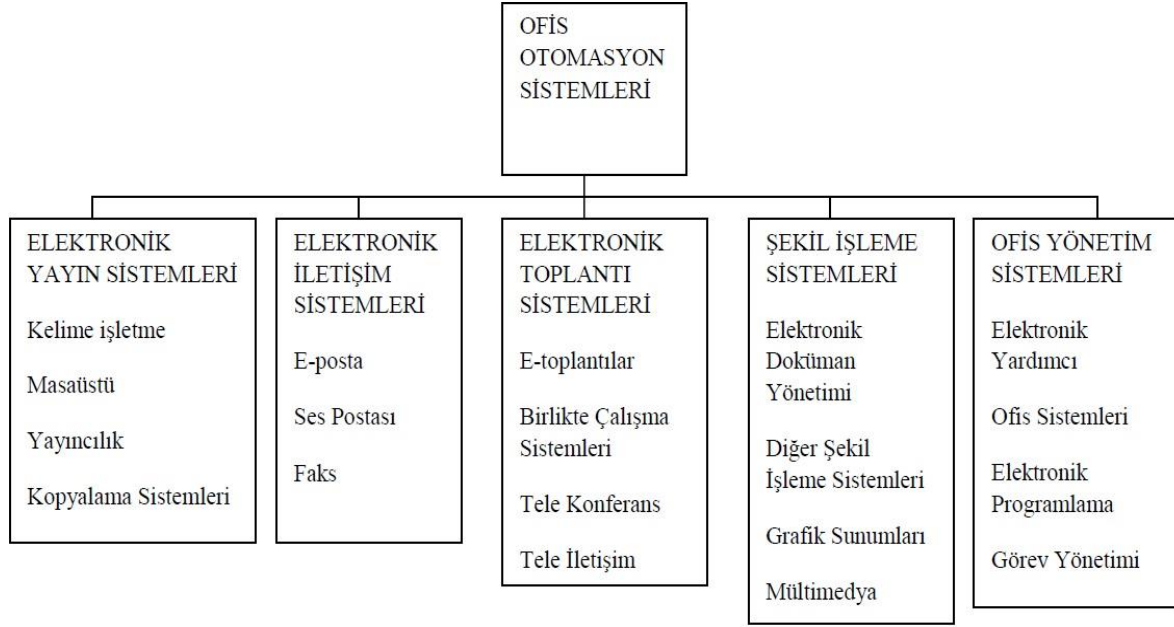 OFİS
OTOMASYON
SİSTEMLERİ
ELEKTRONİK
YAYIN SİSTEMLERİ
Kelime işletme
Masaüstü
Yayıncılık
Kopyalama Sistemleri
ELEKTRONİK
İLETİŞİM
SİSTEMLERİ
E-posta
Ses Postası
Faks
ELEKTRONİK
TOPLANTI
SİSTEMLERİ
E-toplantılar
Birlikte Çalışma
Sistemleri
Tele Konferans
Tele İletişim
ŞEKİL İŞLEME
SİSTEMLERİ
Elektronik
Doküman
Yönetimi
Diğer Şekil
İşleme Sistemleri
Grafik Sunumları
Mültimedya
OFİS YÖNETİM
SİSTEMLERİ
Elektronik
Yardımcı
Ofis Sistemleri
Elektronik
Programlama
Görev Yönetimi